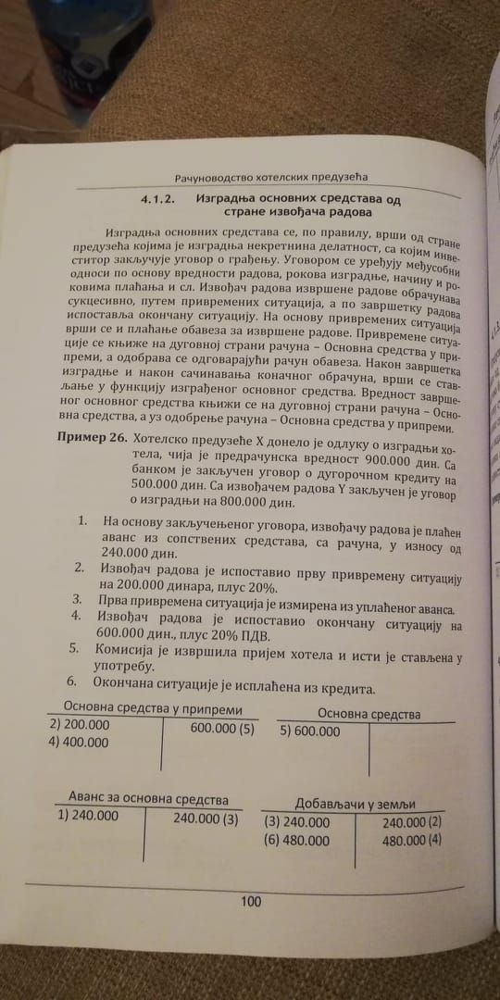 Рачуноводство хотелских предузећа
4.1.2. Изградња основних средстава од
стране извођача радова
Изградња основних средстава се, по правилу, врши од стране
предузећа којима је изградња некретнина делатност, са којим инве-
ститор закључује уговор о грађењу. Уговором се уређују међусобни
односи по основу вредности радова, рокова изградње, начину и ро-
ковима плаћања и сл. Извођач радова извршене радове обрачунава
сукцесивно, путем привремених ситуација, а по завршетку радова
испоставља окончану ситуацију. На основу привремених ситуација
врши се и плаћање обавеза за извршене радове. Привремене ситуа-
ције се књиже на дуговној страни рачуна – Основна средства у при-
преми, а одобрава се одговарајући рачун обавеза. Након завршетка
изградње и након сачинавања коначног обрачуна, врши се став-
љање у функцију изграђеног основног средства. Вредност заврше-
ног основног средства књижи се на дуговној страни рачуна – Осно-
вна средства, а уз одобрење рачуна – Основна средства у припреми.
Пример 26. Хотелско предузеће X донело је одлуку о изградњи хо-
тела, чија је предрачунска вредност 900.000 дин. Са
банком је закључен уговор о дугорочном кредиту на
500.000 дин. Са извођачем радова Y закључен је уговор
о изградњи на 800.000 дин.
1. На основу закључењеног уговора, извођачу радова је плаћен
аванс из сопствених средстава, са рачуна, у износу од
240.000 дин.
2. Извођач радова је испоставио прву привремену ситуацију
на 200.000 динара, плус 20%.
3. Прва привремена ситуација је измирена из уплаћеног аванса.
4. Извођач радова је испоставио окончану ситуацију на
600.000 дин., плус 20% ПДВ.
5. Комисија је извршила пријем хотела и исти је стављена у
употребу.
6. Окончана ситуације је исплаћена из кредита.
Основна средства у припреми
2) 200.000 600.000 (5)
4) 400.000
Основна средства
5) 600.000
Аванс за основна средства
1) 240.000 240.000 (3)
Добављачи у земљи
(3) 240.000 240.000 (2)
(6) 480.000 480.000 (4)
100